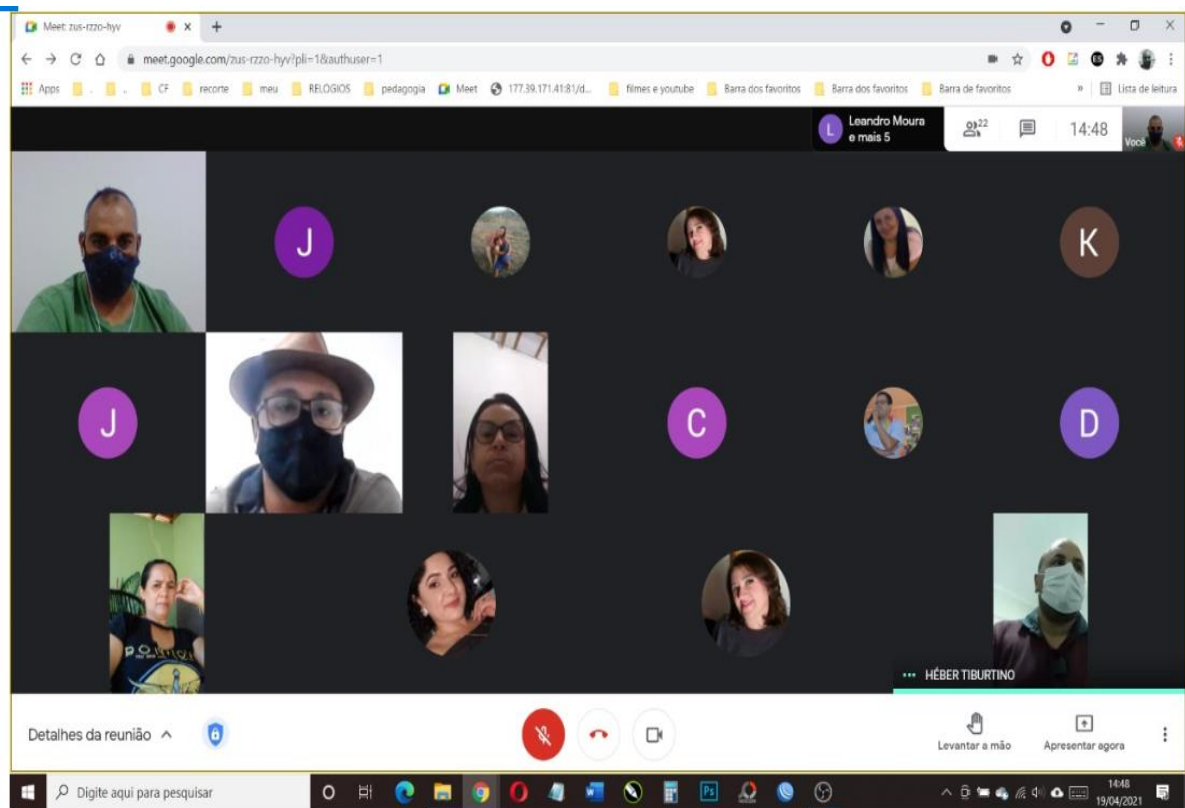 Meet: zus-rzzo-hyv
meet.google.com/zus-rzzo-hyv?pli=1&authuser=1
Apps . . CF recorte meu RELOGIOS pedagogia Meet 177.39.171.41:81/d... filmes e youtube Barra dos favoritos Barra dos favoritos Barra de favoritos » Lista de leitura
L Leandro Moura
e mais 5
22 14:48 Você
J K
J C D
HÉBER TIBURTINO
Detalhes da reunião
Levantar a mão Apresentar agora
Digite aqui para pesquisar
Ps
14:48
19/04/2021